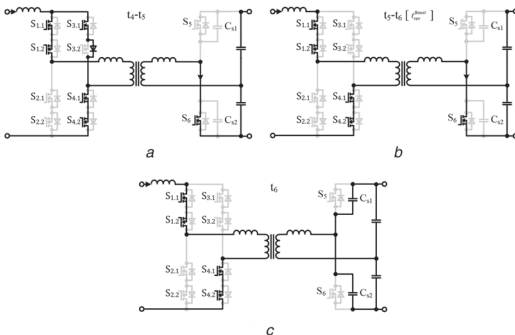 t4-t5
S1.1
S3.1
S5
Cs1
S1.2
S3.2
S2.1
S4.1
S2.2
S4.2
S6
Cs2
a
t5-t6 [
S1.1
S3.1
S5
Cs1
S1.2
S3.2
S2.1
S4.1
S2.2
S4.2
S6
Cs2
b
t6
S1.1
S3.1
S5
Cs1
S1.2
S3.2
S2.1
S4.1
S2.2
S4.2
S6
Cs2
c